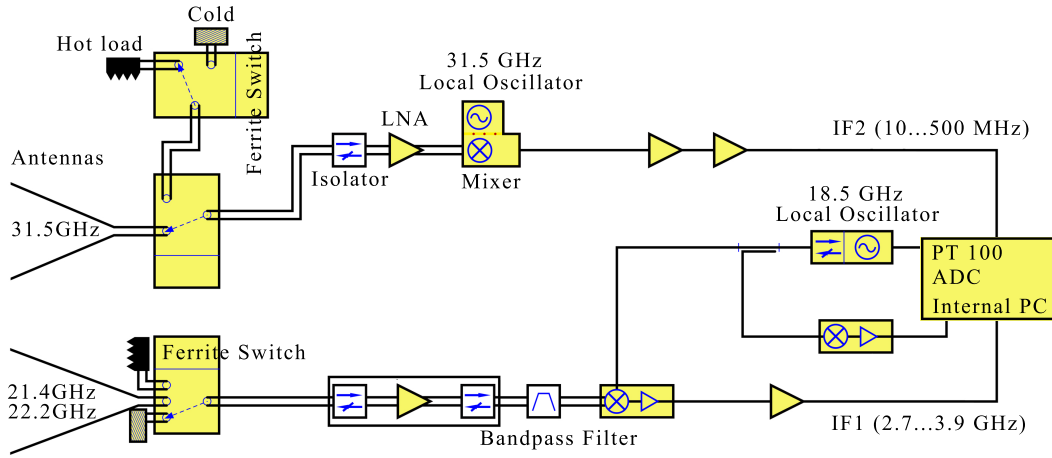 Cold
Hot load
Ferrite Switch
31.5 GHz
Local Oscillator
LNA
IF2 (10...500 MHz)
Antennas
Isolator
Mixer
18.5 GHz
Local Oscillator
31.5GHz
PT 100
ADC
Internal PC
Ferrite Switch
21.4GHz
22.2GHz
Bandpass Filter
IF1 (2.7...3.9 GHz)